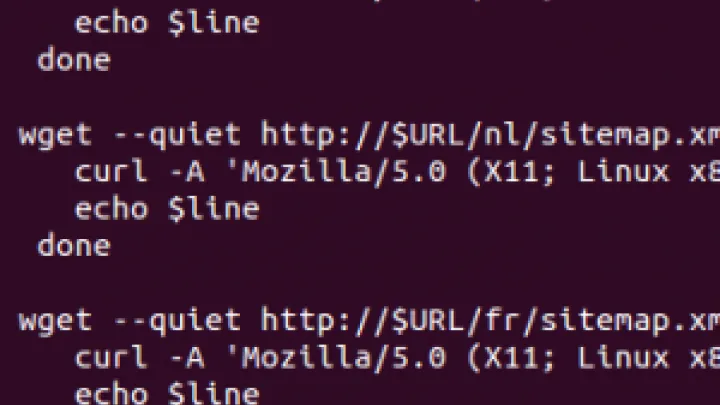 echo $line
done
wget --quiet http://$URL/nl/sitemap.xm
curl -A 'Mozilla/5.0 (X11; Linux x8
echo $line
done
wget --quiet http://$URL/fr/sitemap.xm
curl -A 'Mozilla/5.0 (X11; Linux x8
echo $line